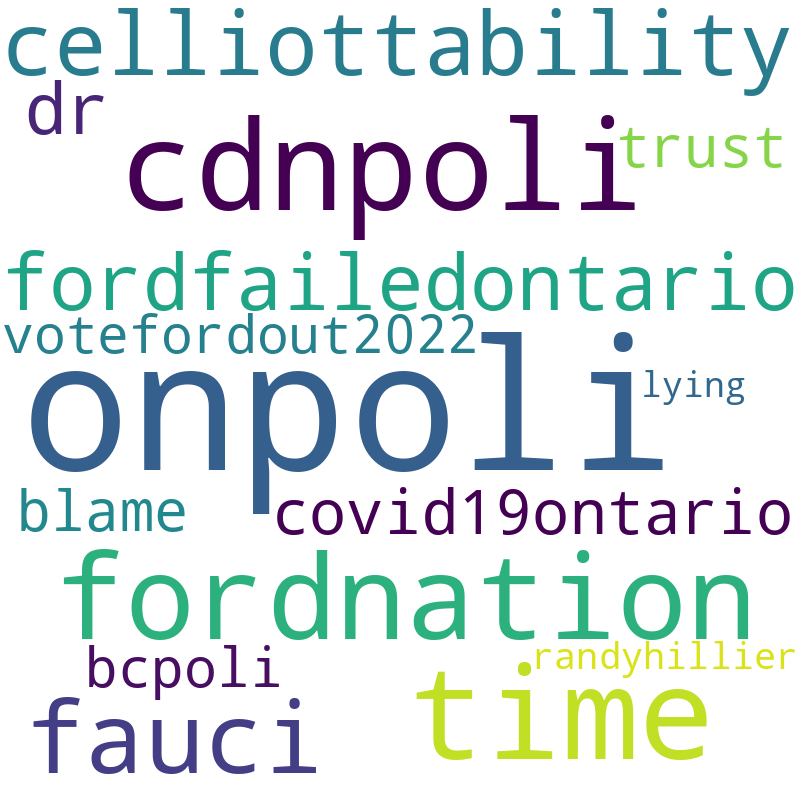 celliottability
dr
cdnpoli
trust
fordfailedontario
votefordout2022
onpoli
lying
blame
covid19ontario
fordnation
bcpoli
randyhillier
fauci
time